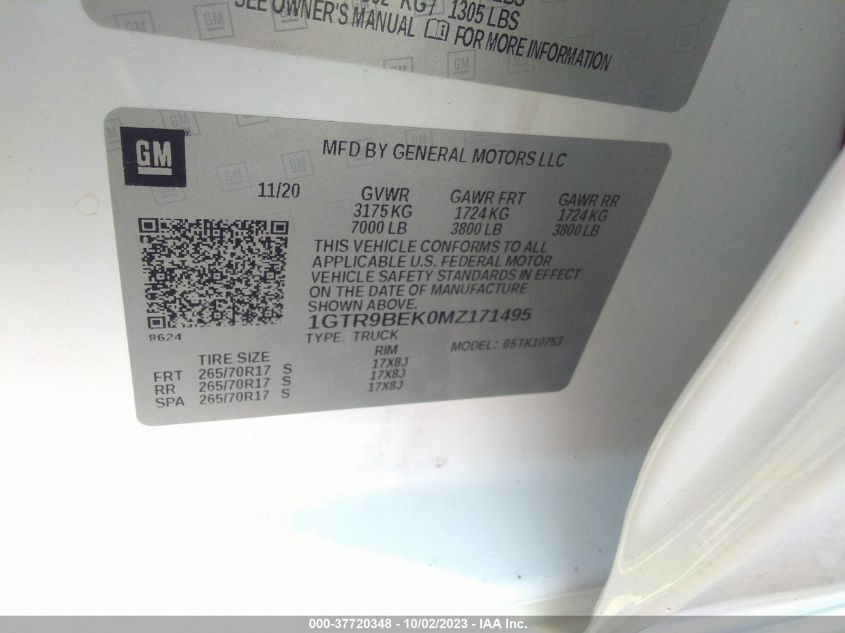 KG 1305 LBS
SEE OWNER'S MANUAL FOR MORE INFORMATION
GM
MFD BY GENERAL MOTORS LLC
11/20 GVWR GAWR FRT GAWR RR
3175 KG 1724 KG 1724 KG
7000 LB 3800 LB 3800 LB
THIS VEHICLE CONFORMS TO ALL
APPLICABLE U.S. FEDERAL MOTOR
VEHICLE SAFETY STANDARDS IN EFFECT
ON THE DATE OF MANUFACTURE
SHOWN ABOVE.
1GTR9BEK0MZ171495
8624
TYPE: TRUCK MODEL: 05TK10753
TIRE SIZE RIM
FRT 265/70R17 S 17X8J
RR 265/70R17 S 17X8J
SPA 265/70R17 S 17X8J
000-37720348 - 10/02/2023 - IAA Inc.